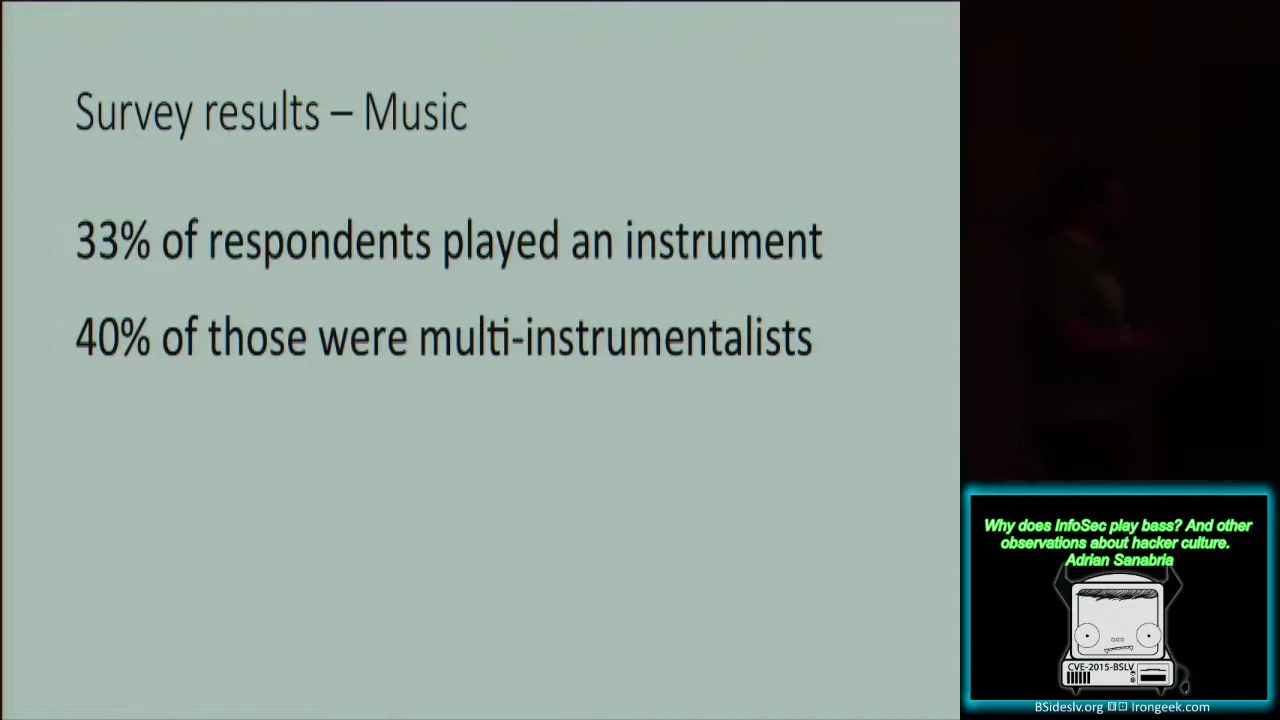 Survey results – Music
33% of respondents played an instrument
40% of those were multi-instrumentalists
Why does InfoSec play bass? And other
observations about hacker culture.
Adrian Sanabria
CVE-2015-BSLV
BSideslv.org ⚅⚀ Irongeek.com